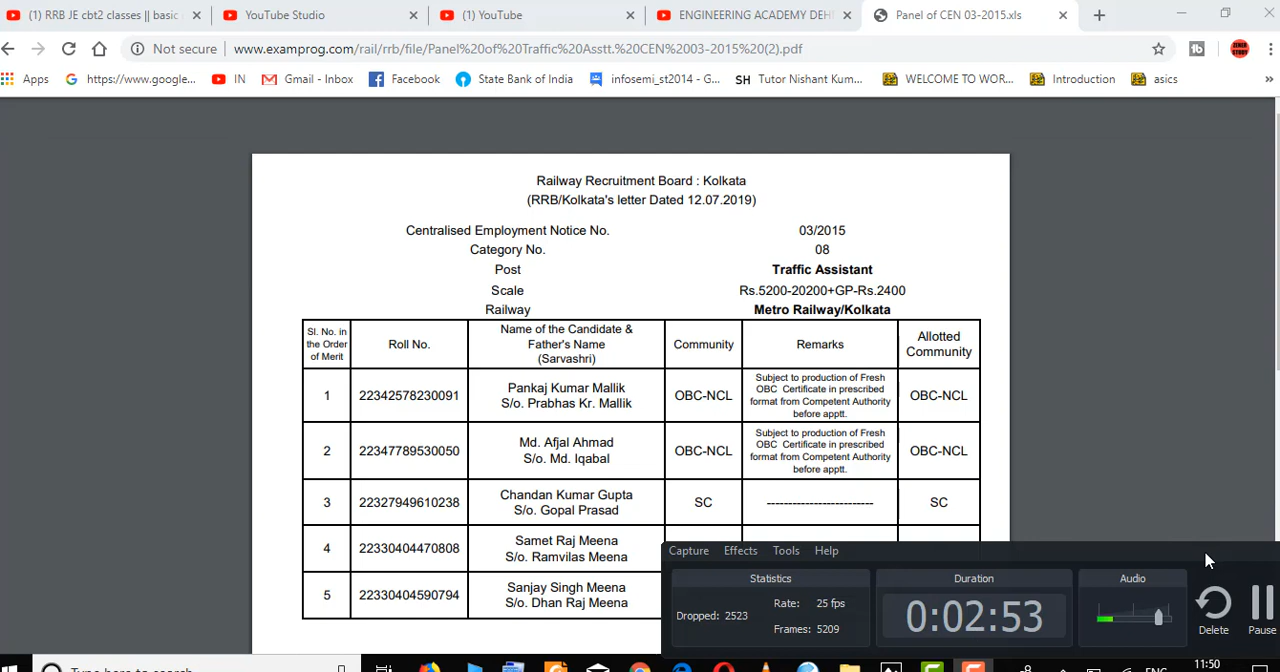 (1) RRB JE cbt2 classes || basic
YouTube Studio
(1) YouTube
ENGINEERING ACADEMY DEH
Panel of CEN 03-2015.xls
Not secure
www.examprog.com/rail/rrb/file/Panel%20of%20Traffic%20Asstt.%20CEN%2003-2015%20(2).pdf
Apps
https://www.google...
IN
Gmail - Inbox
Facebook
State Bank of India
infosemi_st2014 - G...
SH Tutor Nishant Kum...
WELCOME TO WOR...
Introduction
asics
»
Railway Recruitment Board : Kolkata
(RRB/Kolkata's letter Dated 12.07.2019)
Centralised Employment Notice No. 03/2015
Category No. 08
Post Traffic Assistant
Scale Rs.5200-20200+GP-Rs.2400
Railway Metro Railway/Kolkata
Sl. No. in
the Order
of Merit
Roll No.
Name of the Candidate &
Father's Name
(Sarvashri)
Community
Remarks
Allotted
Community
1
22342578230091
Pankaj Kumar Mallik
S/o. Prabhas Kr. Mallik
OBC-NCL
Subject to production of Fresh
OBC Certificate in prescribed
format from Competent Authority
before apptt.
OBC-NCL
2
22347789530050
Md. Afjal Ahmad
S/o. Md. Iqabal
OBC-NCL
Subject to production of Fresh
OBC Certificate in prescribed
format from Competent Authority
before apptt.
OBC-NCL
3
22327949610238
Chandan Kumar Gupta
S/o. Gopal Prasad
SC
-------------------------
SC
4
22330404470808
Samet Raj Meena
S/o. Ramvilas Meena
5
22330404590794
Sanjay Singh Meena
S/o. Dhan Raj Meena
Capture Effects Tools Help
Statistics
Dropped: 2523
Rate: 25 fps
Frames: 5209
Duration
0:02:53
Audio
Delete
Pause
Type here to search
ENG
11:50